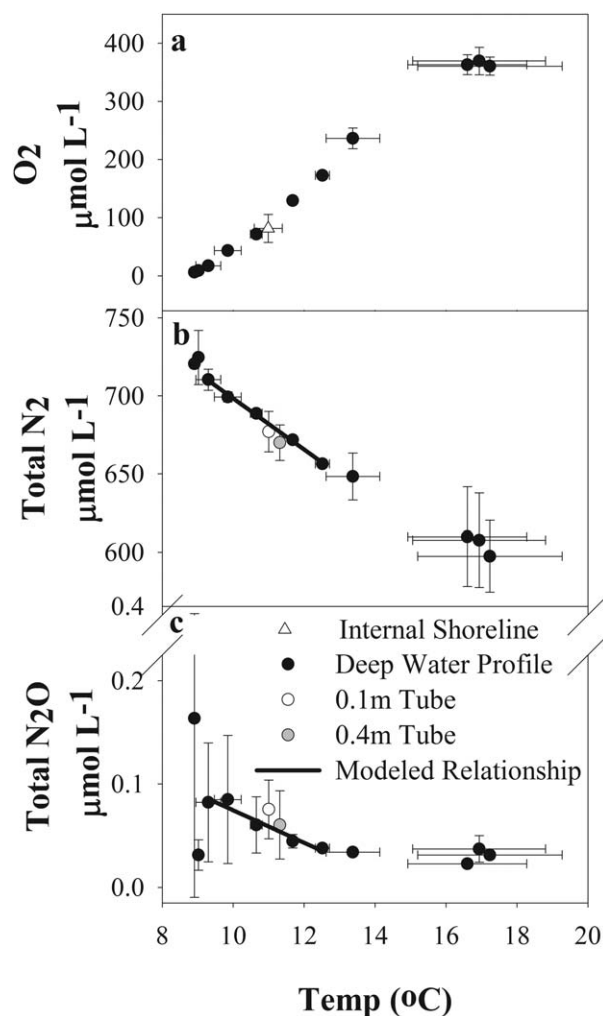 a
400
300
200
100
0
O2
µmol L-1
b
750
700
650
600
Total N2
µmol L-1
0.4
c
Internal Shoreline
Deep Water Profile
0.1m Tube
0.4m Tube
Modeled Relationship
0.2
0.1
0.0
Total N2O
µmol L-1
8 10 12 14 16 18 20
Temp (oC)